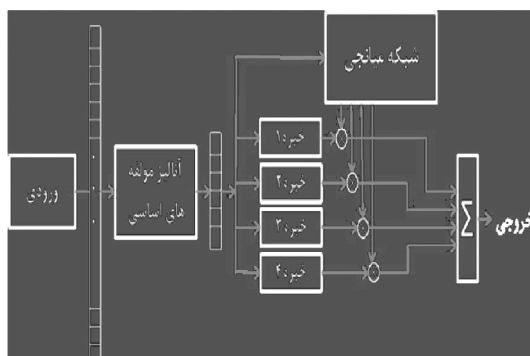 شبکه میانجی
خبره۱
خبره۲
خبره۳
خبره۴
ورودی
آنالیز مولفه
های اساسی
Σ
خروجی